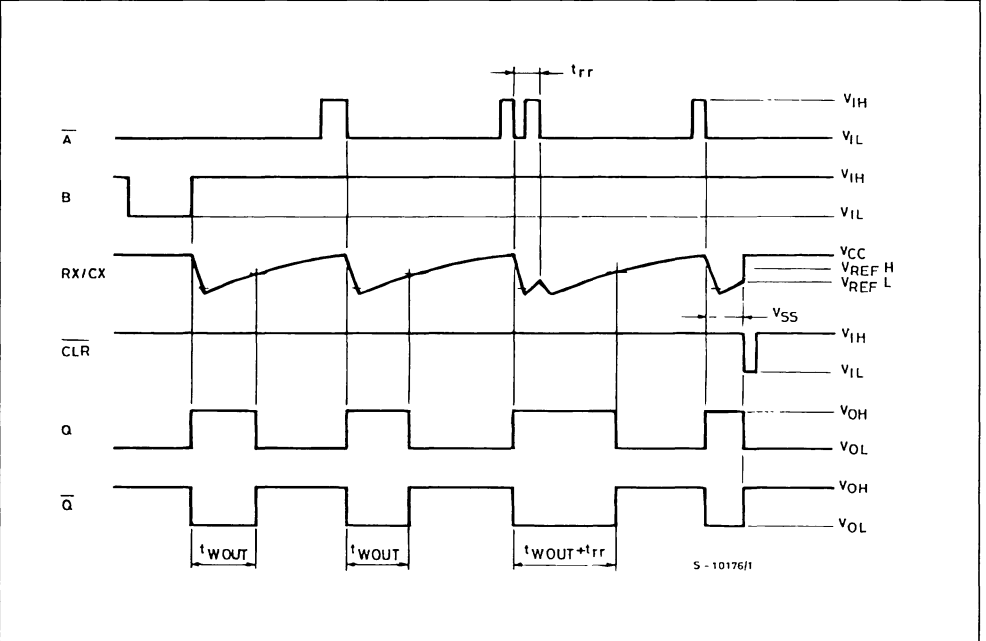 trr
VIH
A
VIL
VIH
B
VIL
VCC
RX/CX
VREF H
VREF L
VSS
VIH
CLR
VIL
VOH
Q
VOL
VOH
Q
VOL
tWOUT
tWOUT
tWOUT+trr
S-10176/1